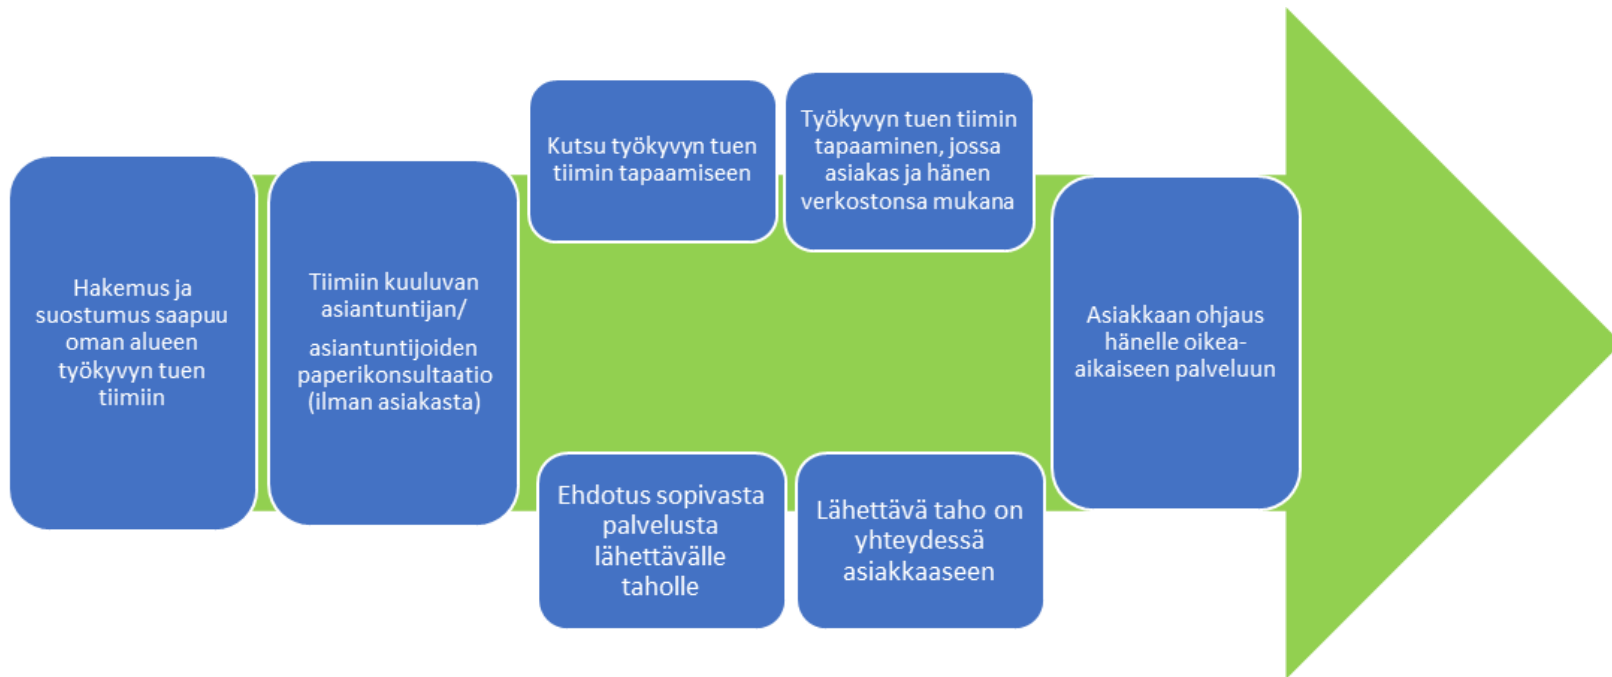 Hakemus ja
suostumus saapuu
oman alueen
työkyvyn tuen
tiimiin
Tiimiin kuuluvan
asiantuntijan/
asiantuntijoiden
paperikonsultaatio
(ilman asiakasta)
Kutsu työkyvyn tuen
tiimin tapaamiseen
Työkyvyn tuen tiimin
tapaaminen, jossa
asiakas ja hänen
verkostonsa mukana
Ehdotus sopivasta
palvelusta
lähettävälle
taholle
Lähettävä taho on
yhteydessä
asiakkaaseen
Asiakkaan ohjaus
hänelle oikea-
aikaiseen palveluun